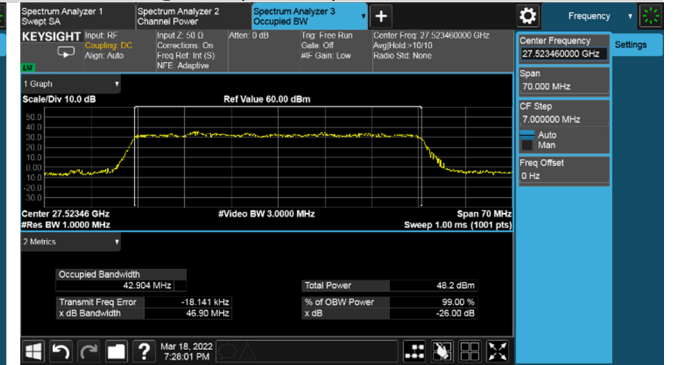 Spectrum Analyzer 1
Swept SA
Spectrum Analyzer 2
Channel Power
Spectrum Analyzer 3
Occupied BW
Frequency
KEYSIGHT
Input: RF
Coupling: DC
Align: Auto
Input Z: 50 Ω
Corrections: On
Freq Ref: Int (S)
NFE: Adaptive
Atten: 0 dB
Trig: Free Run
Gate: Off
#IF Gain: Low
Center Freq: 27.523460000 GHz
Avg|Hold:>10/10
Radio Std: None
Center Frequency
27.523460000 GHz
Settings
Span
70.000 MHz
CF Step
7.000000 MHz
Auto
Man
Freq Offset
0 Hz
1 Graph
Scale/Div 10.0 dB
Ref Value 60.00 dBm
50.0
40.0
30.0
20.0
10.0
0.00
-10.0
-20.0
-30.0
Center 27.52346 GHz
#Video BW 3.0000 MHz
Span 70 MHz
#Res BW 1.0000 MHz
Sweep 1.00 ms (1001 pts)
2 Metrics
Occupied Bandwidth
42.904 MHz
Total Power
48.2 dBm
Transmit Freq Error
-18.141 kHz
% of OBW Power
99.00 %
x dB Bandwidth
46.90 MHz
x dB
-26.00 dB
Mar 18, 2022
7:28:01 PM